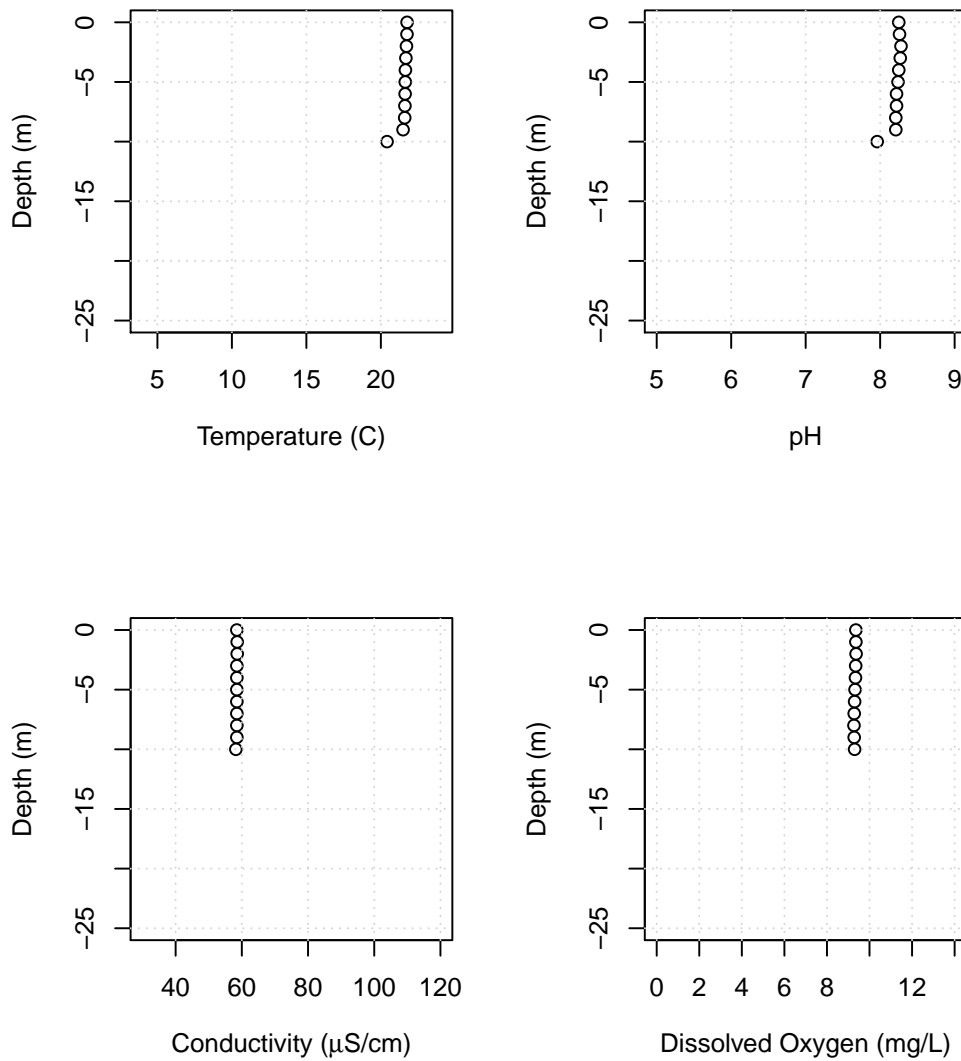 0
−5
−15
−25
Depth (m)
5 10 15 20
Temperature (C)
0
−5
−15
−25
Depth (m)
5 6 7 8 9
pH
0
−5
−15
−25
Depth (m)
40 60 80 100 120
Conductivity (µS/cm)
0
−5
−15
−25
Depth (m)
0 2 4 6 8 12
Dissolved Oxygen (mg/L)